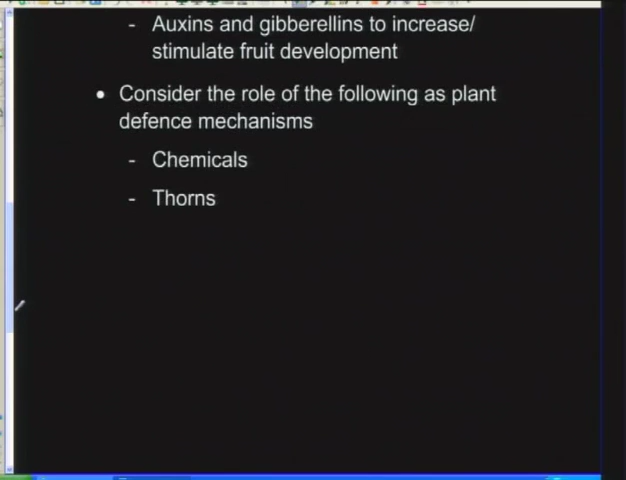 - Auxins and gibberellins to increase/
stimulate fruit development
• Consider the role of the following as plant
defence mechanisms
- Chemicals
- Thorns